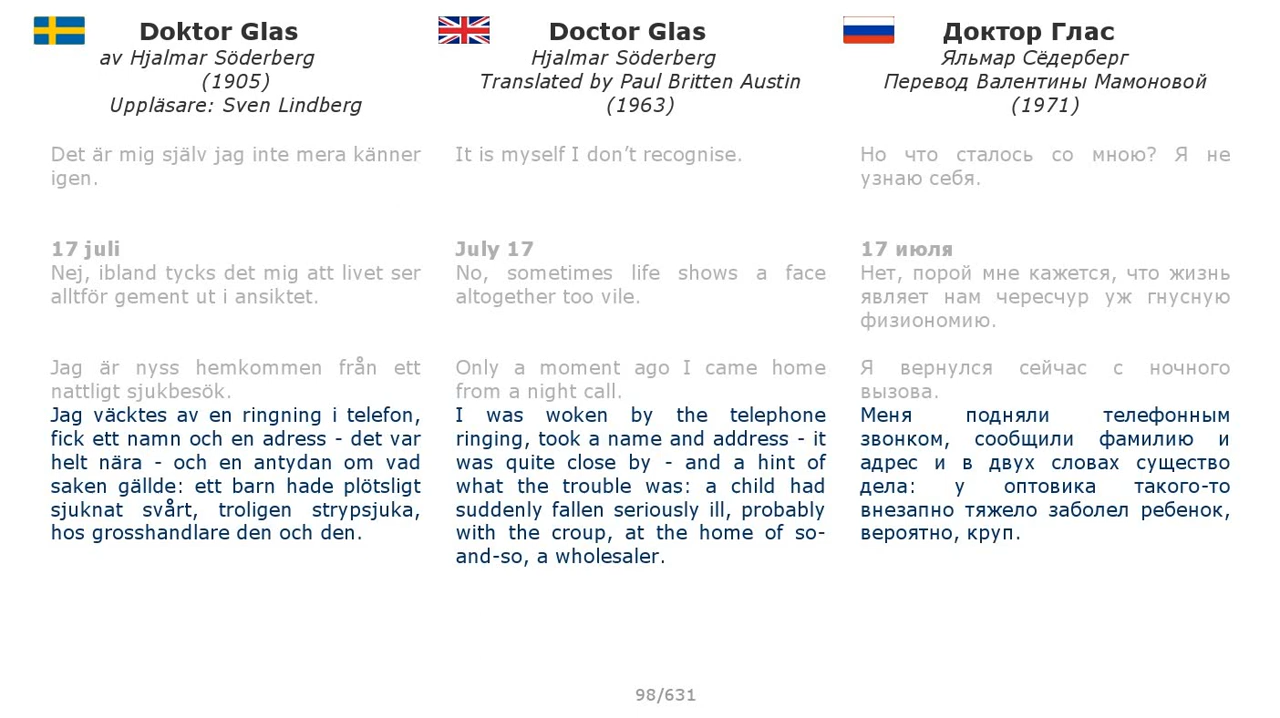 Doktor Glas
av Hjalmar Söderberg
(1905)
Uppläsare: Sven Lindberg
Det är mig själv jag inte mera känner
igen.
17 juli
Nej, ibland tycks det mig att livet ser
alltför gement ut i ansiktet.
Jag är nyss hemkommen från ett
nattligt sjukbesök.
Jag väcktes av en ringning i telefon,
fick ett namn och en adress - det var
helt nära - och en antydan om vad
saken gällde: ett barn hade plötsligt
sjuknat svårt, troligen strypsjuka,
hos grosshandlare den och den.
Doctor Glas
Hjalmar Söderberg
Translated by Paul Britten Austin
(1963)
It is myself I don’t recognise.
July 17
No, sometimes life shows a face
altogether too vile.
Only a moment ago I came home
from a night call.
I was woken by the telephone
ringing, took a name and address - it
was quite close by - and a hint of
what the trouble was: a child had
suddenly fallen seriously ill, probably
with the croup, at the home of so-
and-so, a wholesaler.
Доктор Глас
Яльмар Сёдерберг
Перевод Валентины Мамоновой
(1971)
Но что сталось со мною? Я не
узнаю себя.
17 июля
Нет, порой мне кажется, что жизнь
являет нам чересчур уж гнусную
физиономию.
Я вернулся сейчас с ночного
вызова.
Меня подняли телефонным
звонком, сообщили фамилию и
адрес и в двух словах существо
дела: у оптовика такого-то
внезапно тяжело заболел ребенок,
вероятно, круп.
98/631